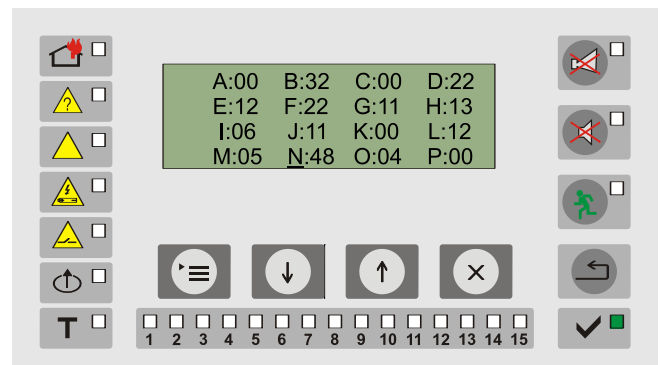 A:00 B:32 C:00 D:22
E:12 F:22 G:11 H:13
I:06 J:11 K:00 L:12
M:05 N:48 O:04 P:00
?
T
1 2 3 4 5 6 7 8 9 10 11 12 13 14 15